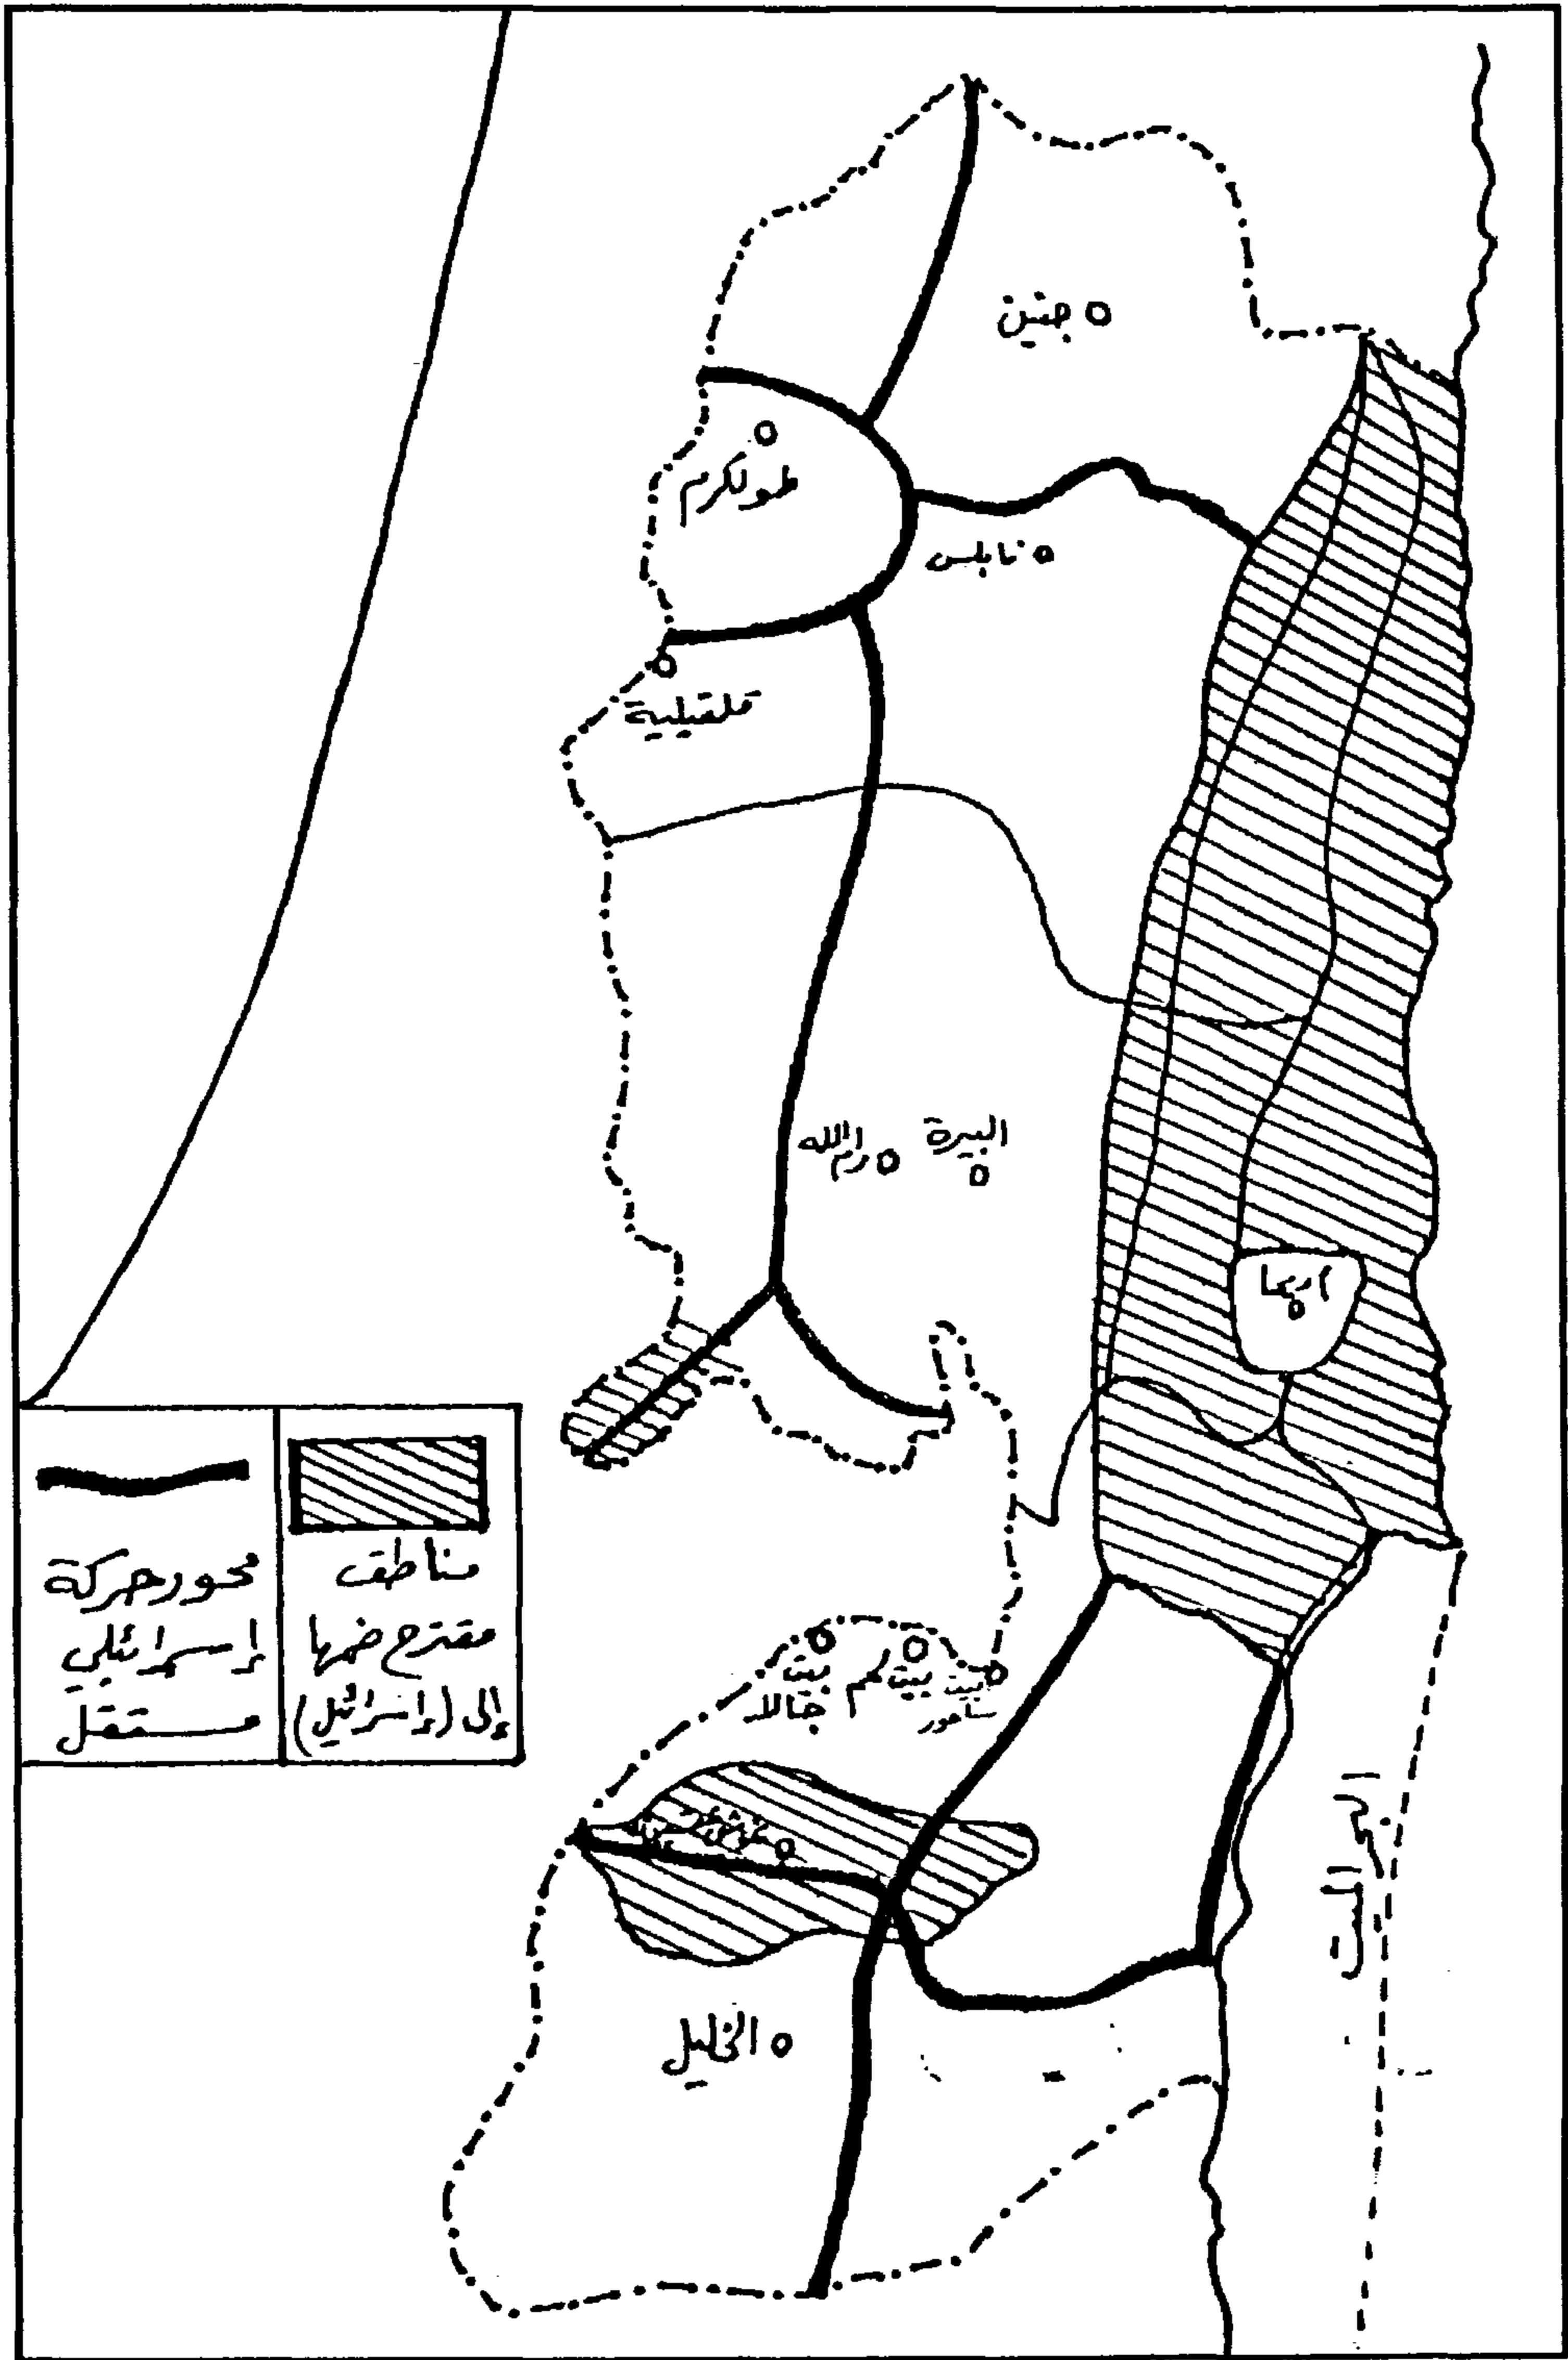 جنين
طولكرم
نابلس
قلقيلية
البيرة
رام الله
اريحا
بيت جالا
بيت لحم
بيت ساحور
الخليل
البحر الميت
مناطق
مقترح ضمها
إلى (إسرائيل)
محور حركة
إسرائيلي
مستقل